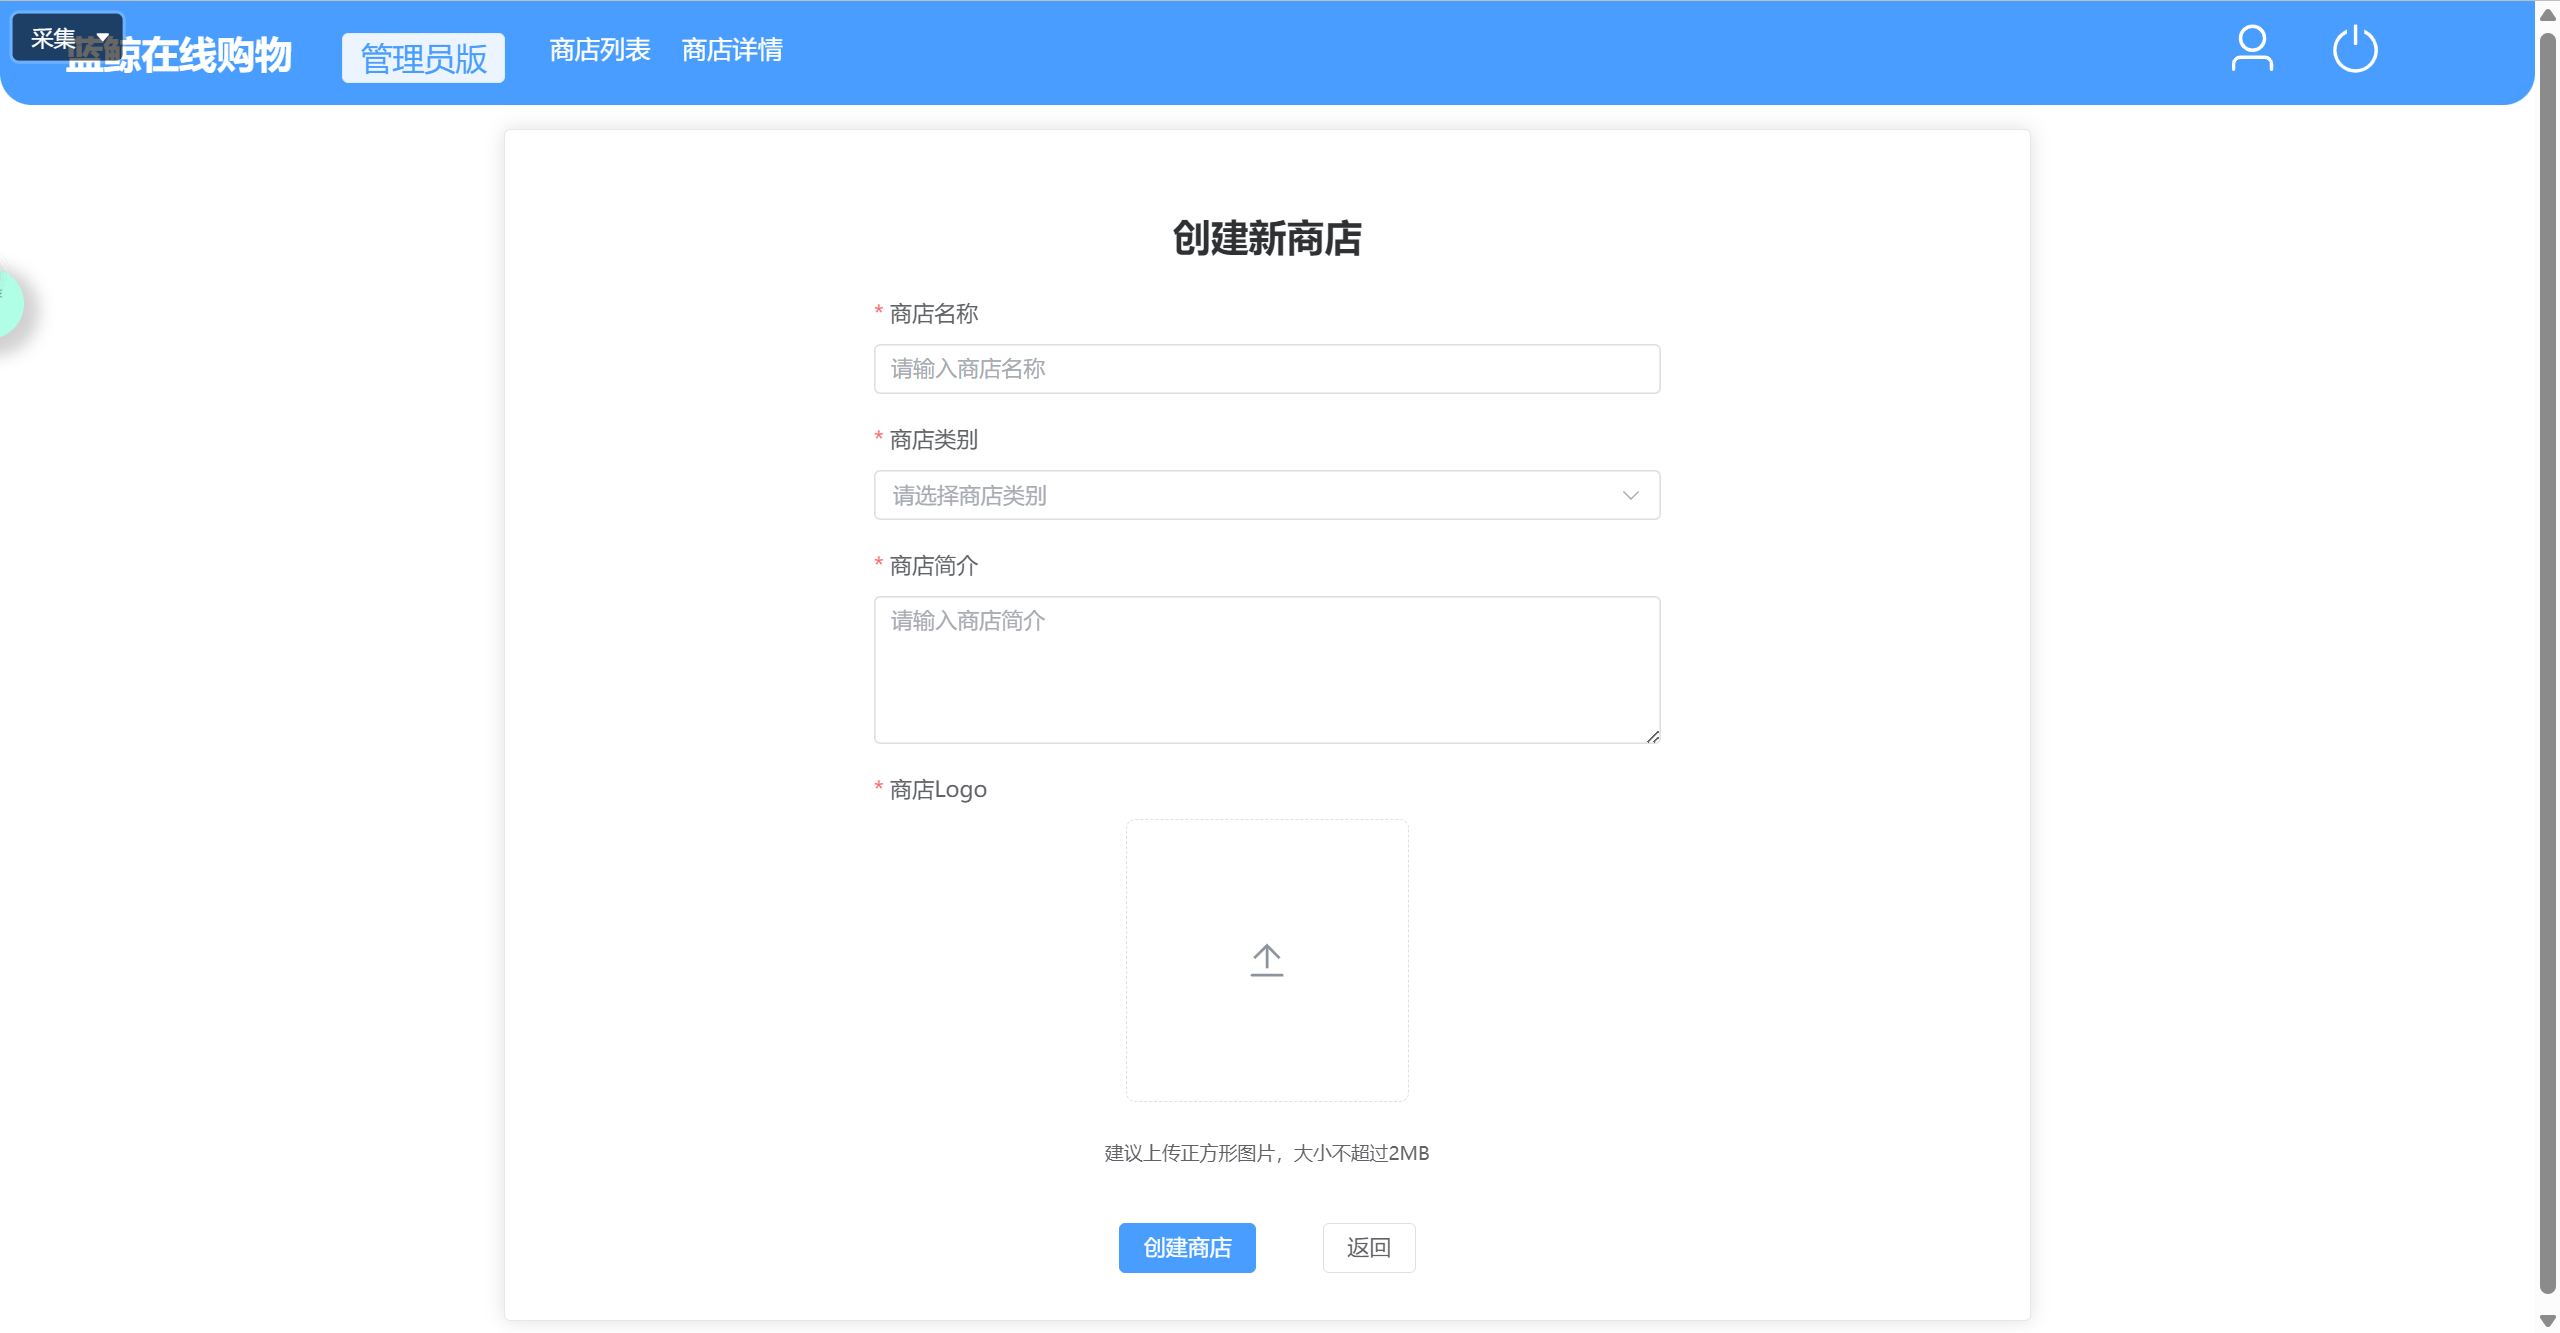 采集
蓝鲸在线购物
管理员版
商店列表
商店详情
创建新商店
* 商店名称
请输入商店名称
* 商店类别
请选择商店类别
* 商店简介
请输入商店简介
* 商店Logo
建议上传正方形图片，大小不超过2MB
创建商店
返回